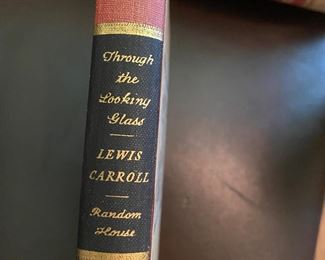 Through
the
Looking
Glass
LEWIS
CARROLL
Random
House